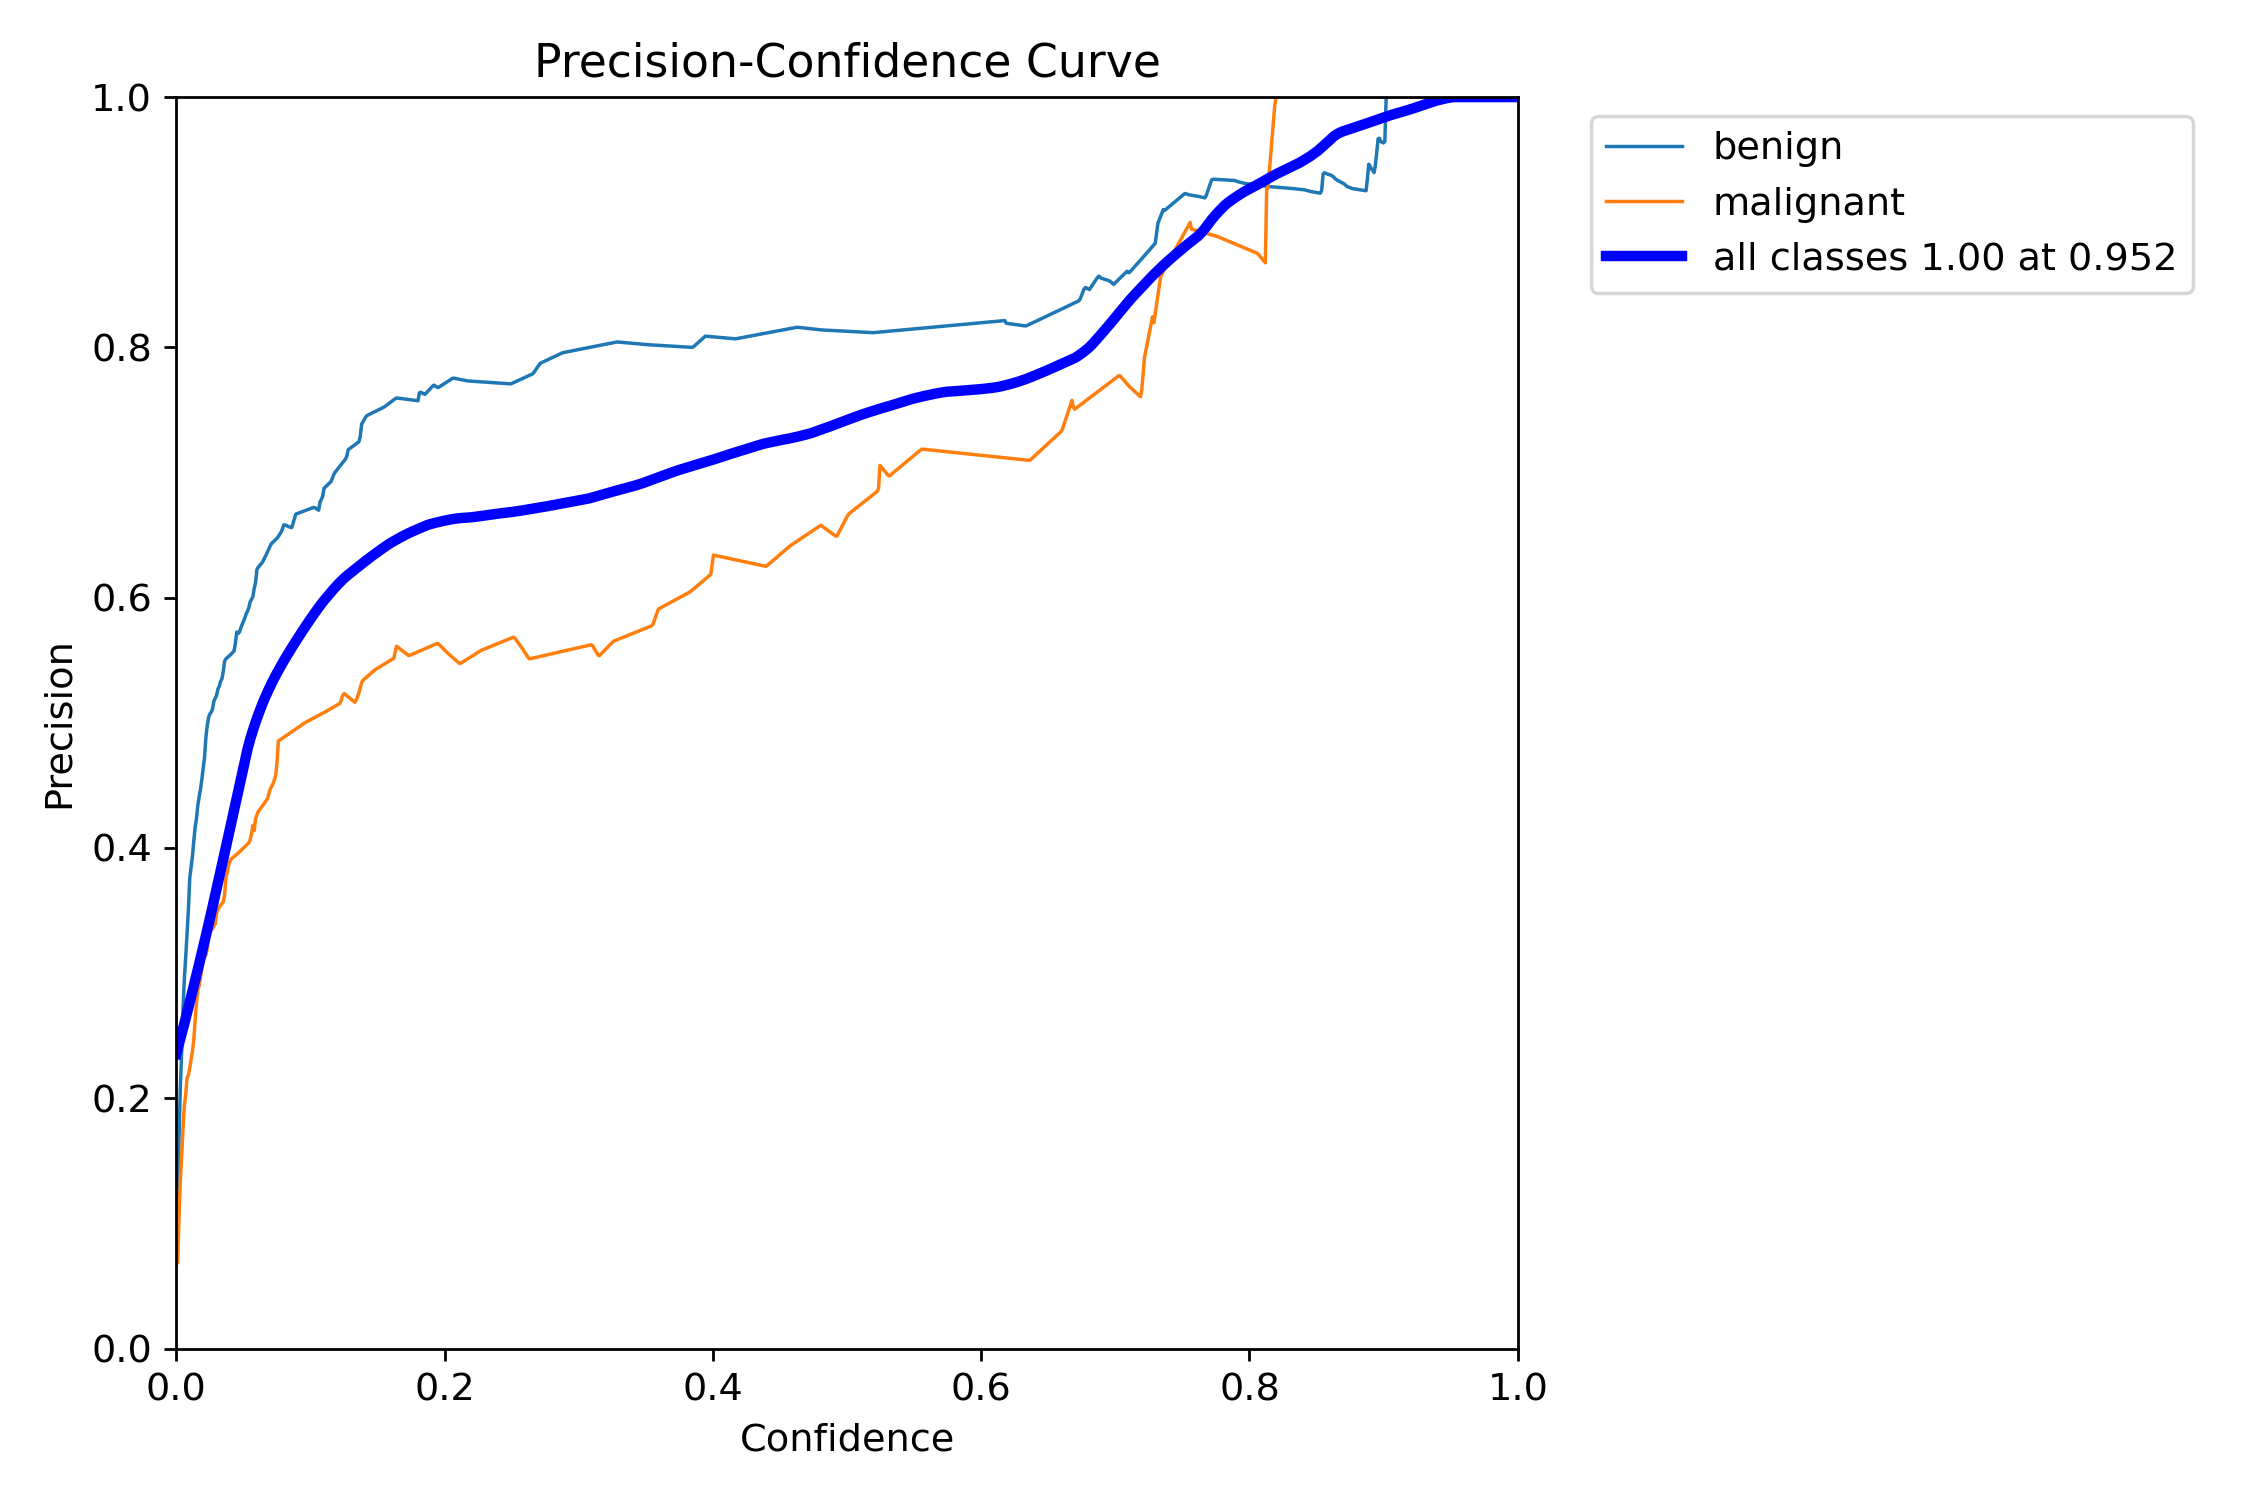 Precision-Confidence Curve
1.0
0.8
0.6
0.4
0.2
0.0
Precision
0.0 0.2 0.4 0.6 0.8 1.0
Confidence
benign
malignant
all classes 1.00 at 0.952